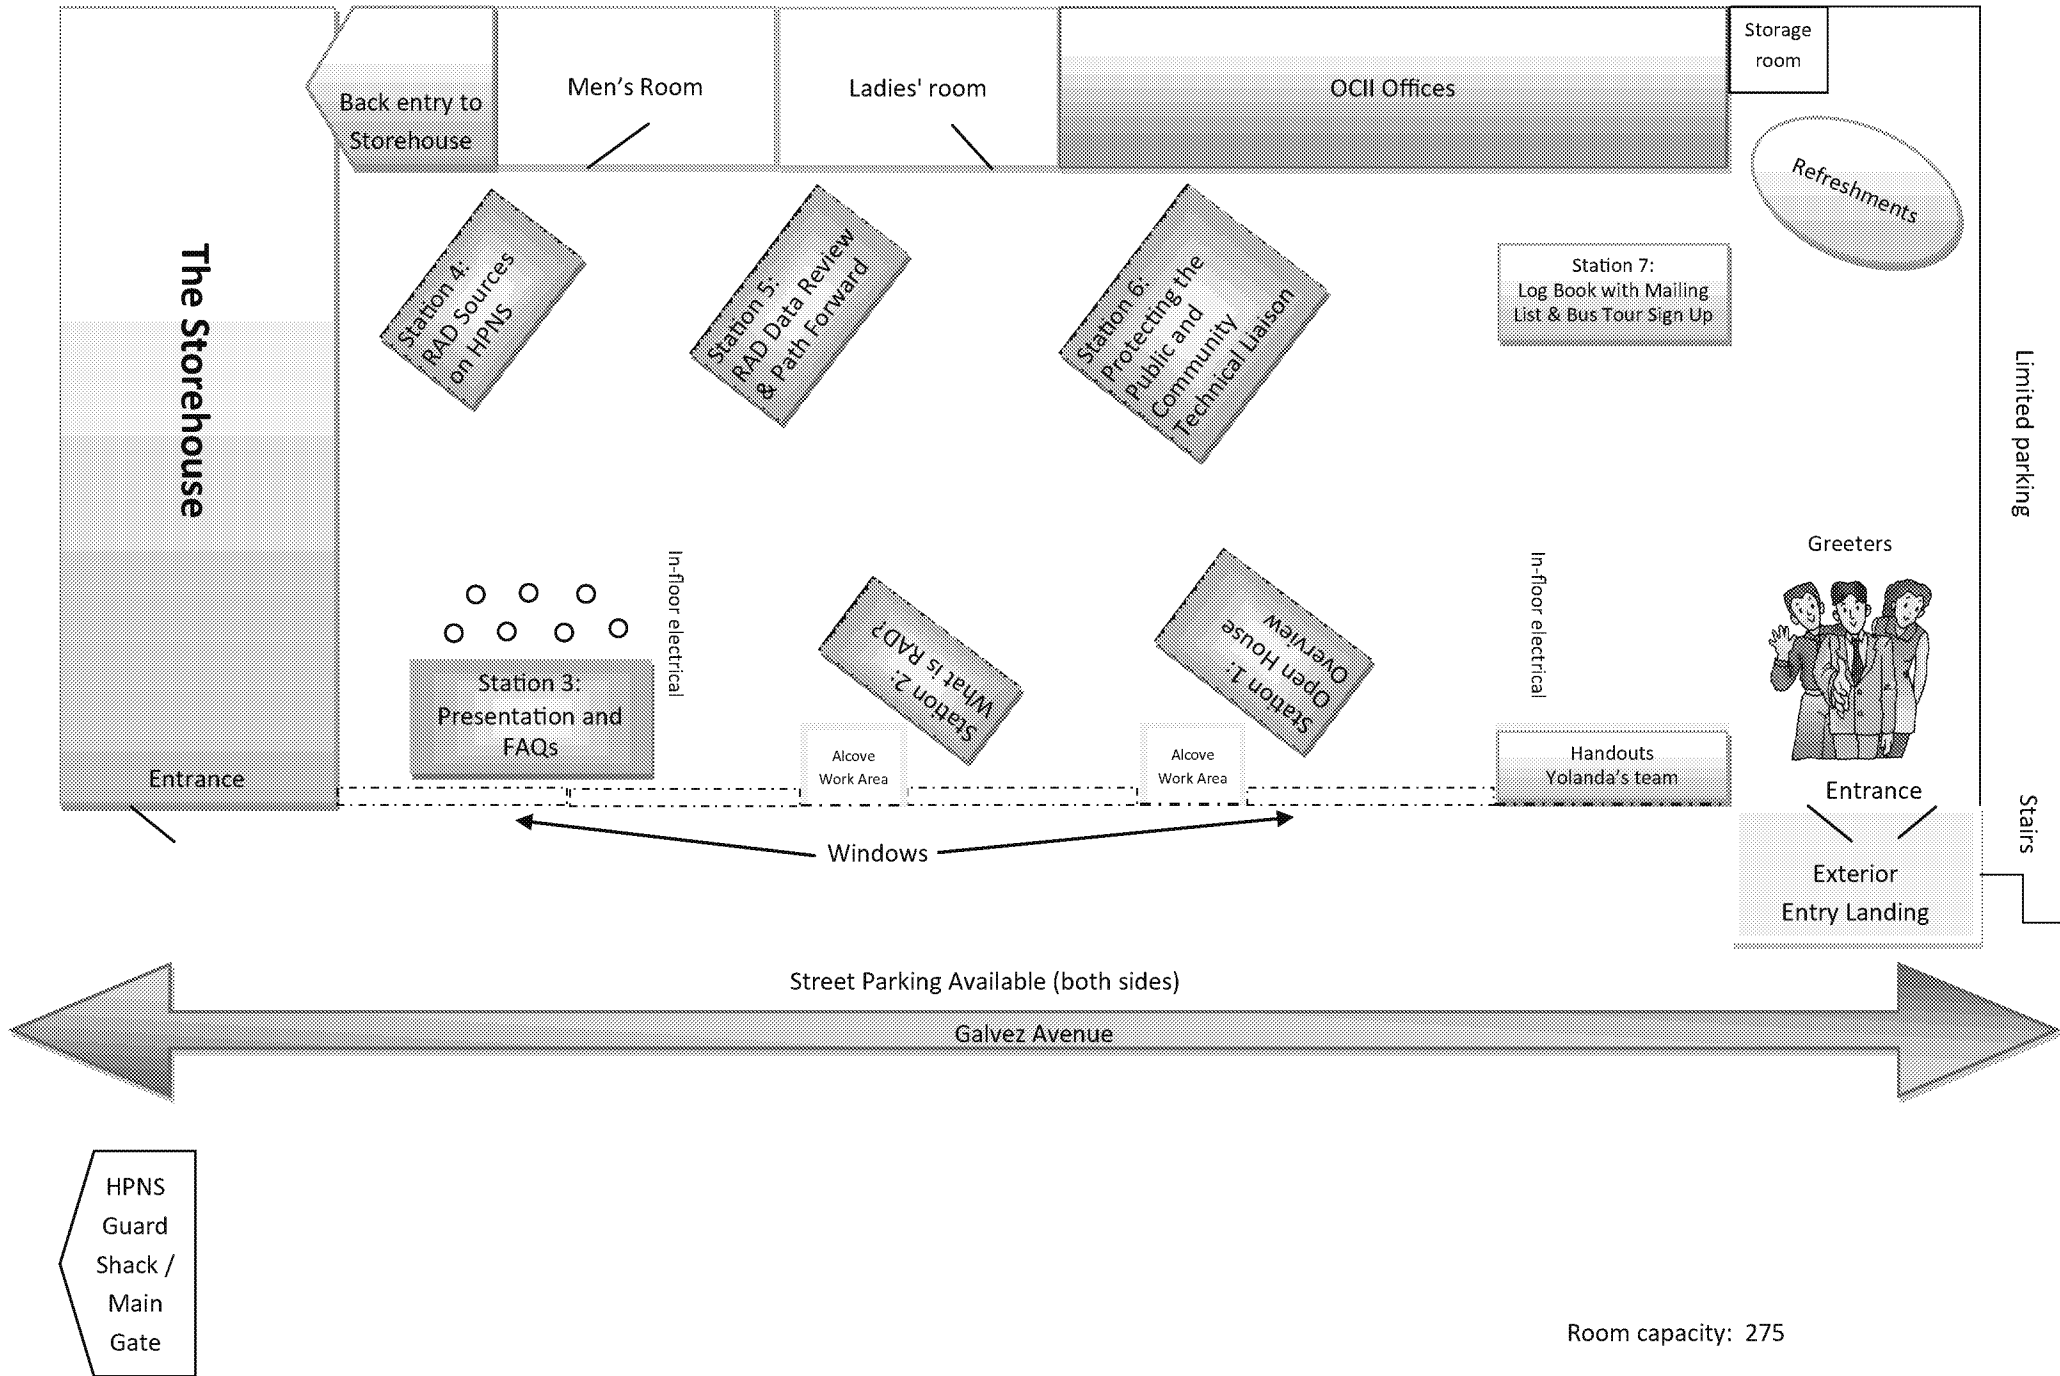 Storage
room
Back entry to
Storehouse
Men's Room
Ladies' room
OCII Offices
Refreshments
The Storehouse
Station 4:
RAD Sources
on HPNS
Station 5:
RAD Data Review
& Path Forward
Station 6:
Protecting the
Public and
Community
Technical Liaison
Station 7:
Log Book with Mailing
List & Bus Tour Sign Up
Limited parking
Greeters
In-floor electrical
In-floor electrical
Station 3:
Presentation and
FAQs
Station 2:
What is RAD?
Station 1:
Open House
Overview
Alcove
Work Area
Alcove
Work Area
Handouts
Yolanda's team
Entrance
Entrance
Stairs
Windows
Exterior
Entry Landing
Street Parking Available (both sides)
Galvez Avenue
HPNS
Guard
Shack /
Main
Gate
Room capacity: 275